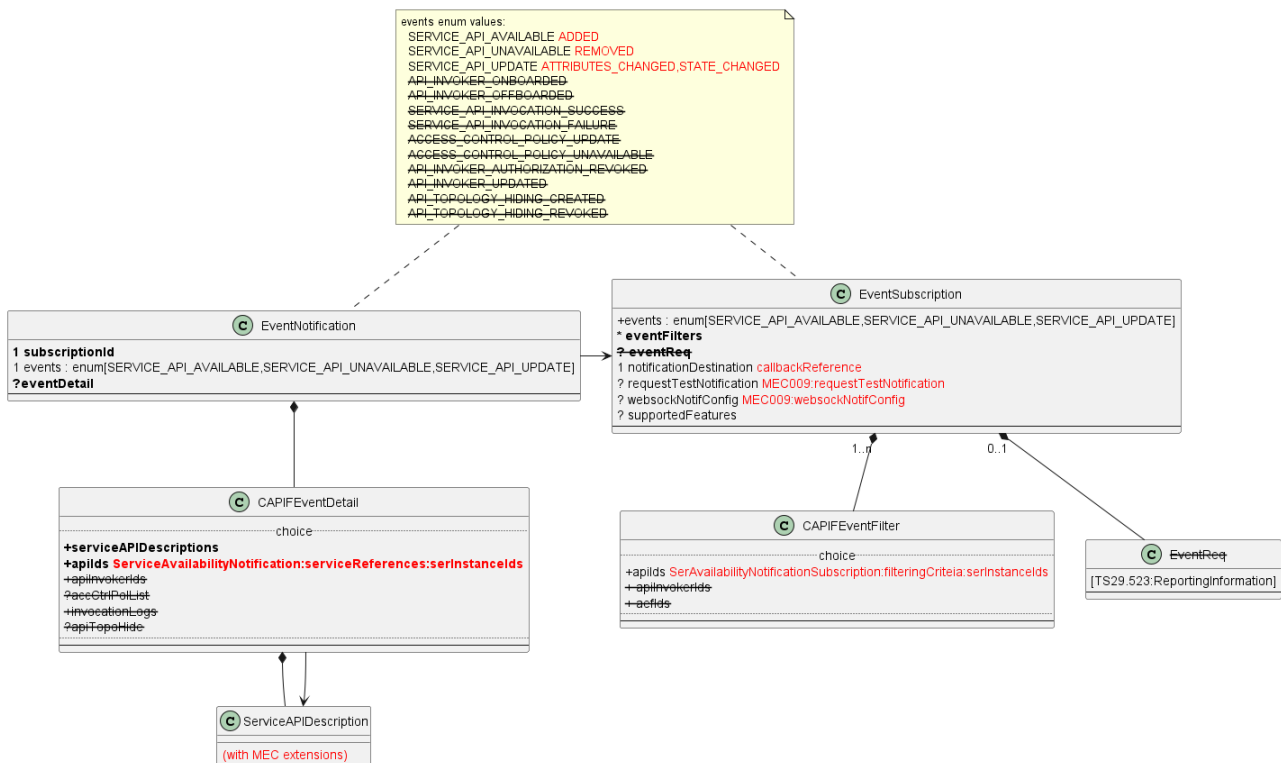 events enum values:
SERVICE_API_AVAILABLE ADDED
SERVICE_API_UNAVAILABLE REMOVED
SERVICE_API_UPDATE ATTRIBUTES_CHANGED,STATE_CHANGED
API_INVOKER_ONBOARDED
API_INVOKER_OFFBOARDED
SERVICE_API_INVOCATION_SUCCESS
SERVICE_API_INVOCATION_FAILURE
ACCESS_CONTROL_POLICY_UPDATE
ACCESS_CONTROL_POLICY_UNAVAILABLE
API_INVOKER_AUTHORIZATION_REVOKED
API_INVOKER_UPDATED
API_TOPOLOGY_HIDING_CREATED
API_TOPOLOGY_HIDING_REVOKED
C EventNotification
1 subscriptionId
1 events : enum[SERVICE_API_AVAILABLE,SERVICE_API_UNAVAILABLE,SERVICE_API_UPDATE]
?eventDetail
C EventSubscription
+events : enum[SERVICE_API_AVAILABLE,SERVICE_API_UNAVAILABLE,SERVICE_API_UPDATE]
* eventFilters
? eventReq
1 notificationDestination callbackReference
? requestTestNotification MEC009:requestTestNotification
? websockNotifConfig MEC009:websockNotifConfig
? supportedFeatures
1..n
0..1
C CAPIFEventDetail
choice
+serviceAPIDescriptions
+apiIds ServiceAvailabilityNotification:serviceReferences:serInstanceIds
+apiInvokerIds
?accCtrlPolList
+invocationLogs
?apiTopoHide
C CAPIFEventFilter
choice
+apiIds SerAvailabilityNotificationSubscription:filteringCriteia:serInstanceIds
+ apiInvokerIds
+ aefIds
C EventReq
[TS29.523:ReportingInformation]
C ServiceAPIDescription
(with MEC extensions)